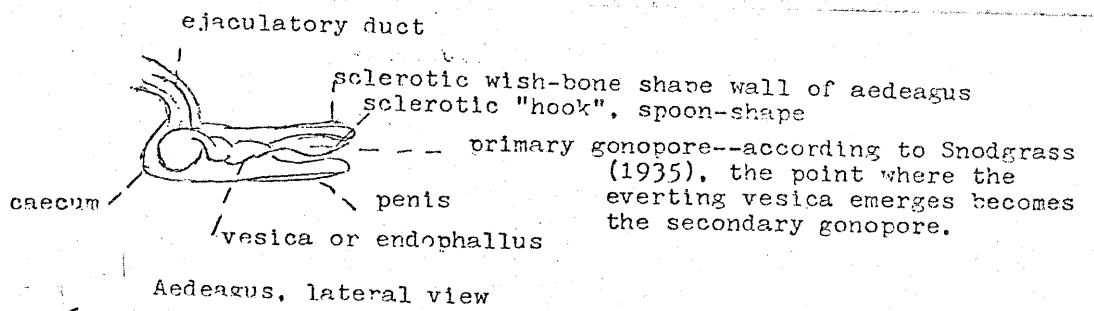 ejaculatory duct
sclerotic wish-bone shape wall of aedeagus
sclerotic "hook", spoon-shape
primary gonopore--according to Snodgrass
(1935), the point where the
everting vesica emerges becomes
the secondary gonopore.
caecum
penis
vesica or endophallus
Aedeagus, lateral view